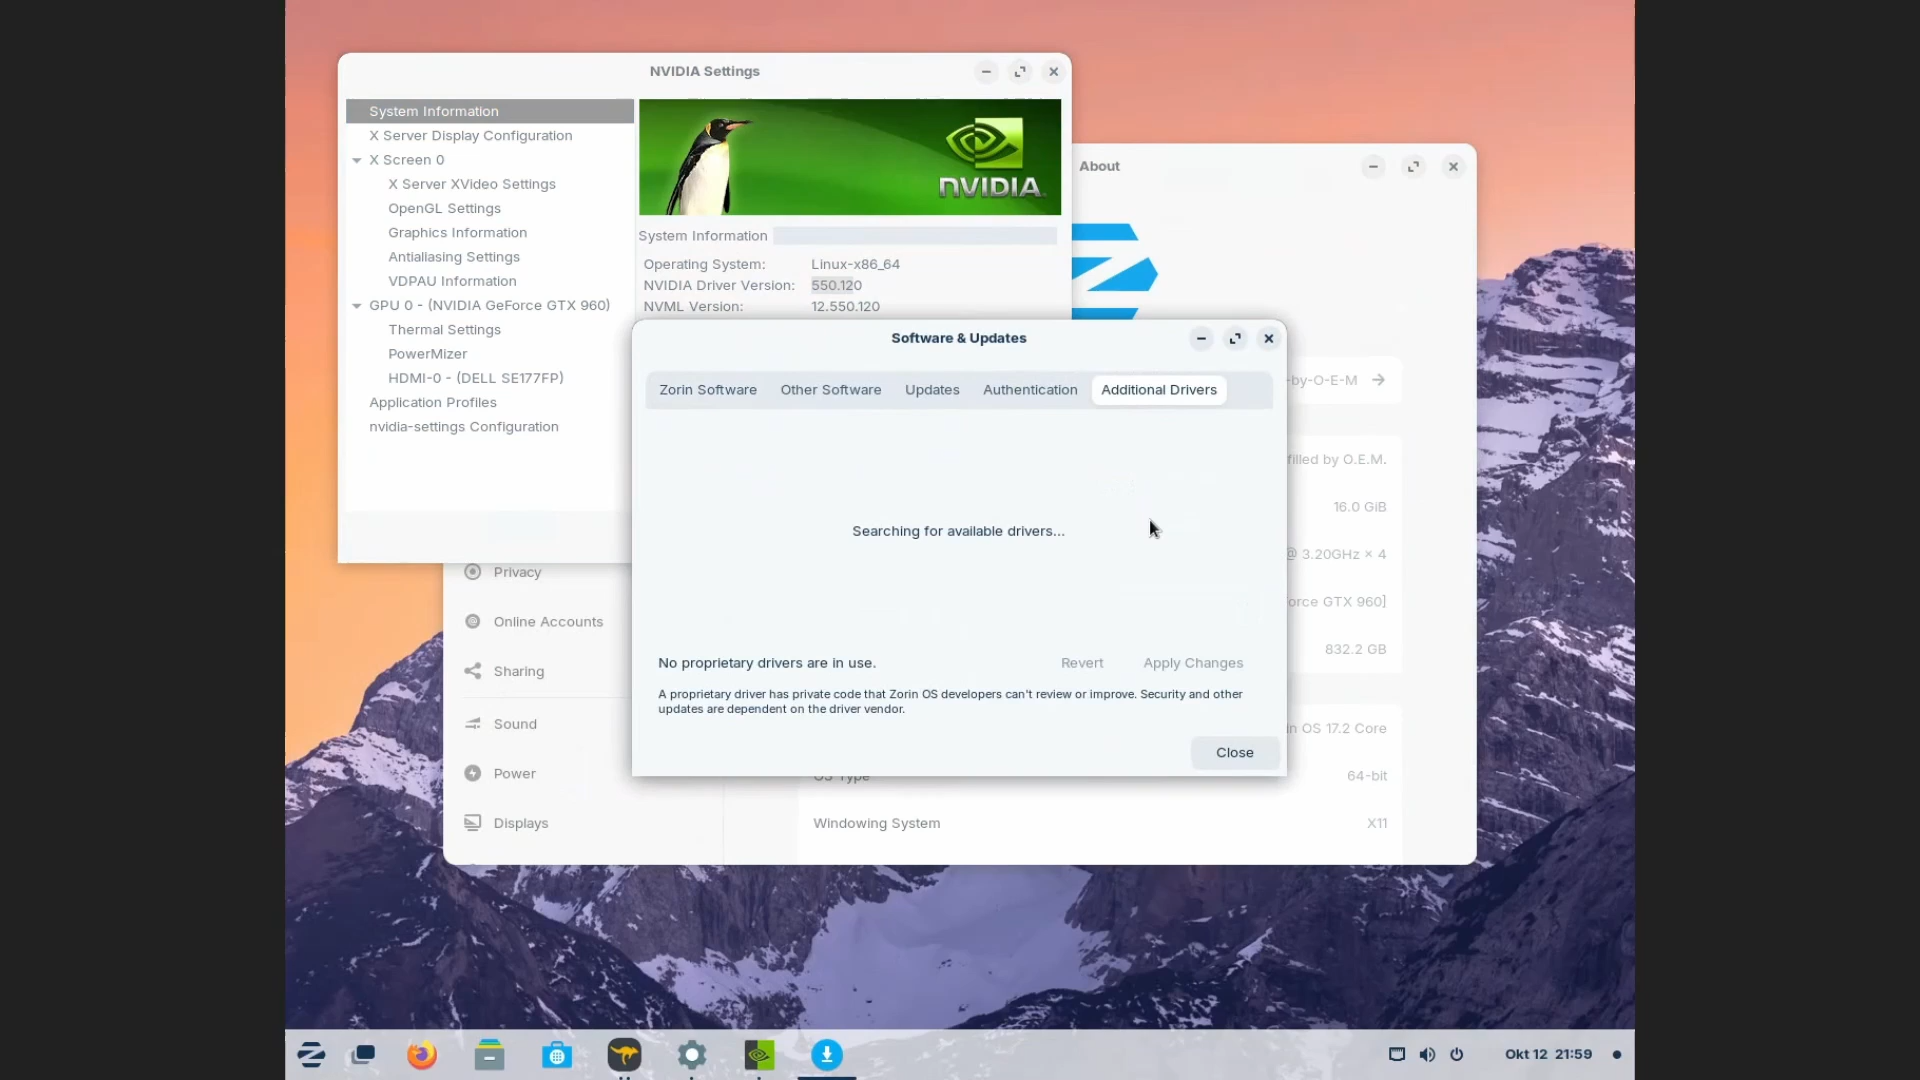 NVIDIA Settings
System Information
X Server Display Configuration
X Screen 0
X Server XVideo Settings
OpenGL Settings
Graphics Information
Antialiasing Settings
VDPAU Information
GPU 0 - (NVIDIA GeForce GTX 960)
Thermal Settings
PowerMizer
HDMI-0 - (DELL SE177FP)
Application Profiles
nvidia-settings Configuration
NVIDIA
System Information
Operating System: Linux-x86_64
NVIDIA Driver Version: 550.120
NVML Version: 12.550.120
About
-by-O-E-M
filled by O.E.M.
16.0 GiB
@ 3.20GHz × 4
orce GTX 960]
832.2 GB
in OS 17.2 Core
OS Type 64-bit
Windowing System X11
Privacy
Online Accounts
Sharing
Sound
Power
Displays
Software & Updates
Zorin Software Other Software Updates Authentication Additional Drivers
Searching for available drivers...
No proprietary drivers are in use. Revert Apply Changes
A proprietary driver has private code that Zorin OS developers can't review or improve. Security and other
updates are dependent on the driver vendor.
Close
Okt 12 21:59